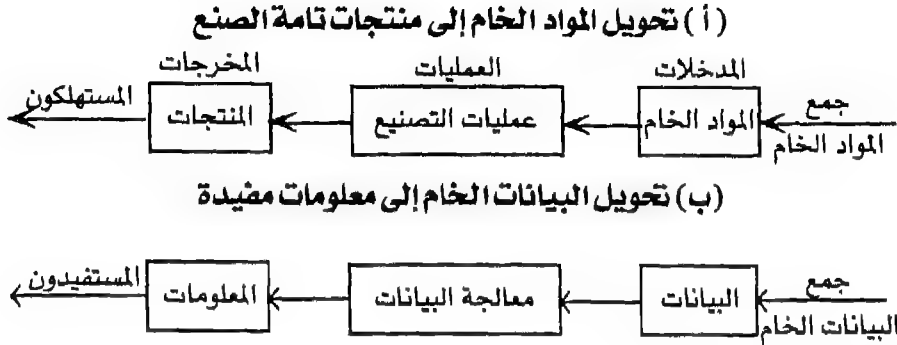 (أ) تحويل المواد الخام إلى منتجات تامة الصنع
المدخلات العمليات المخرجات
جمع المواد الخام
المواد الخام
عمليات التصنيع
المنتجات
المستهلكون
(ب) تحويل البيانات الخام إلى معلومات مفيدة
جمع البيانات الخام
البيانات
معالجة البيانات
المعلومات
المستفيدون